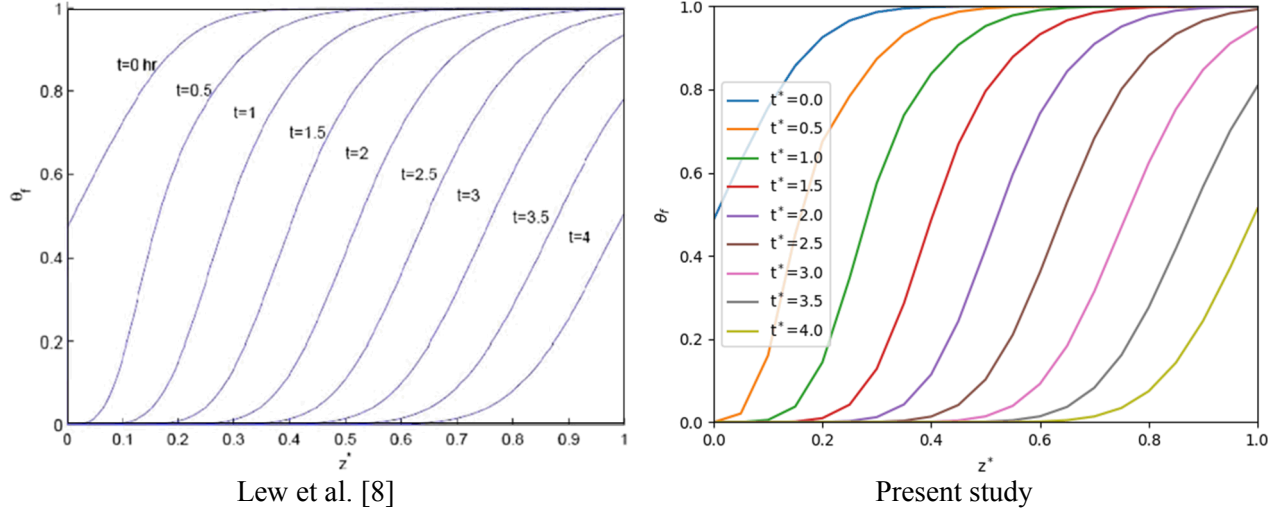 1
0.8
0.6
0.4
0.2
0
θf
t=0 hr
t=0.5
t=1
t=1.5
t=2
t=2.5
t=3
t=3.5
t=4
0 0.1 0.2 0.3 0.4 0.5 0.6 0.7 0.8 0.9 1
z*
Lew et al. [8]
1.0
0.8
0.6
0.4
0.2
0.0
θf
t*=0.0
t*=0.5
t*=1.0
t*=1.5
t*=2.0
t*=2.5
t*=3.0
t*=3.5
t*=4.0
0.0 0.2 0.4 0.6 0.8 1.0
z*
Present study